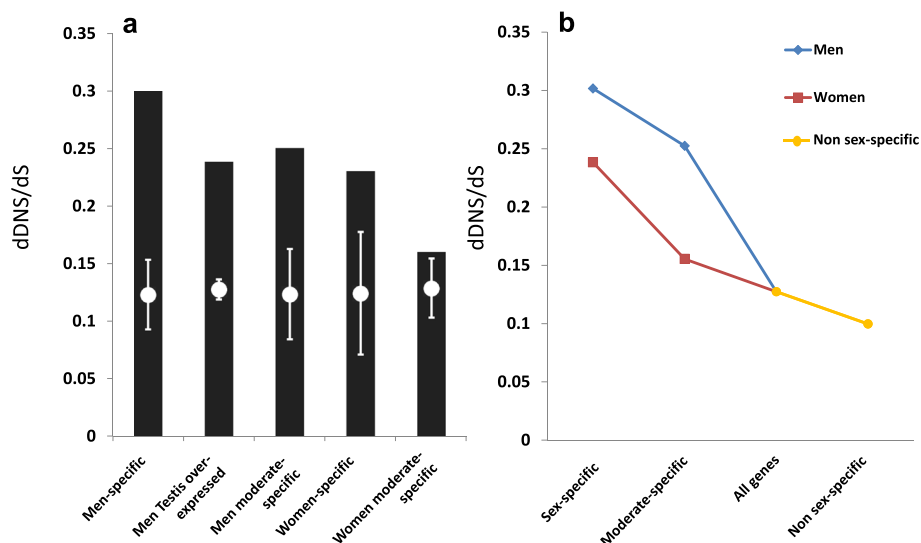 a
0.35
0.3
0.25
0.2
0.15
0.1
0.05
0
dDNS/dS
Men-specific
Men Testis over-
expressed
Men moderate-
specific
Women-specific
Women moderate-
specific
b
0.35
0.3
0.25
0.2
0.15
0.1
0.05
0
dDNS/dS
Men
Women
Non sex-specific
Sex-specific
Moderate-specific
All genes
Non sex-specific